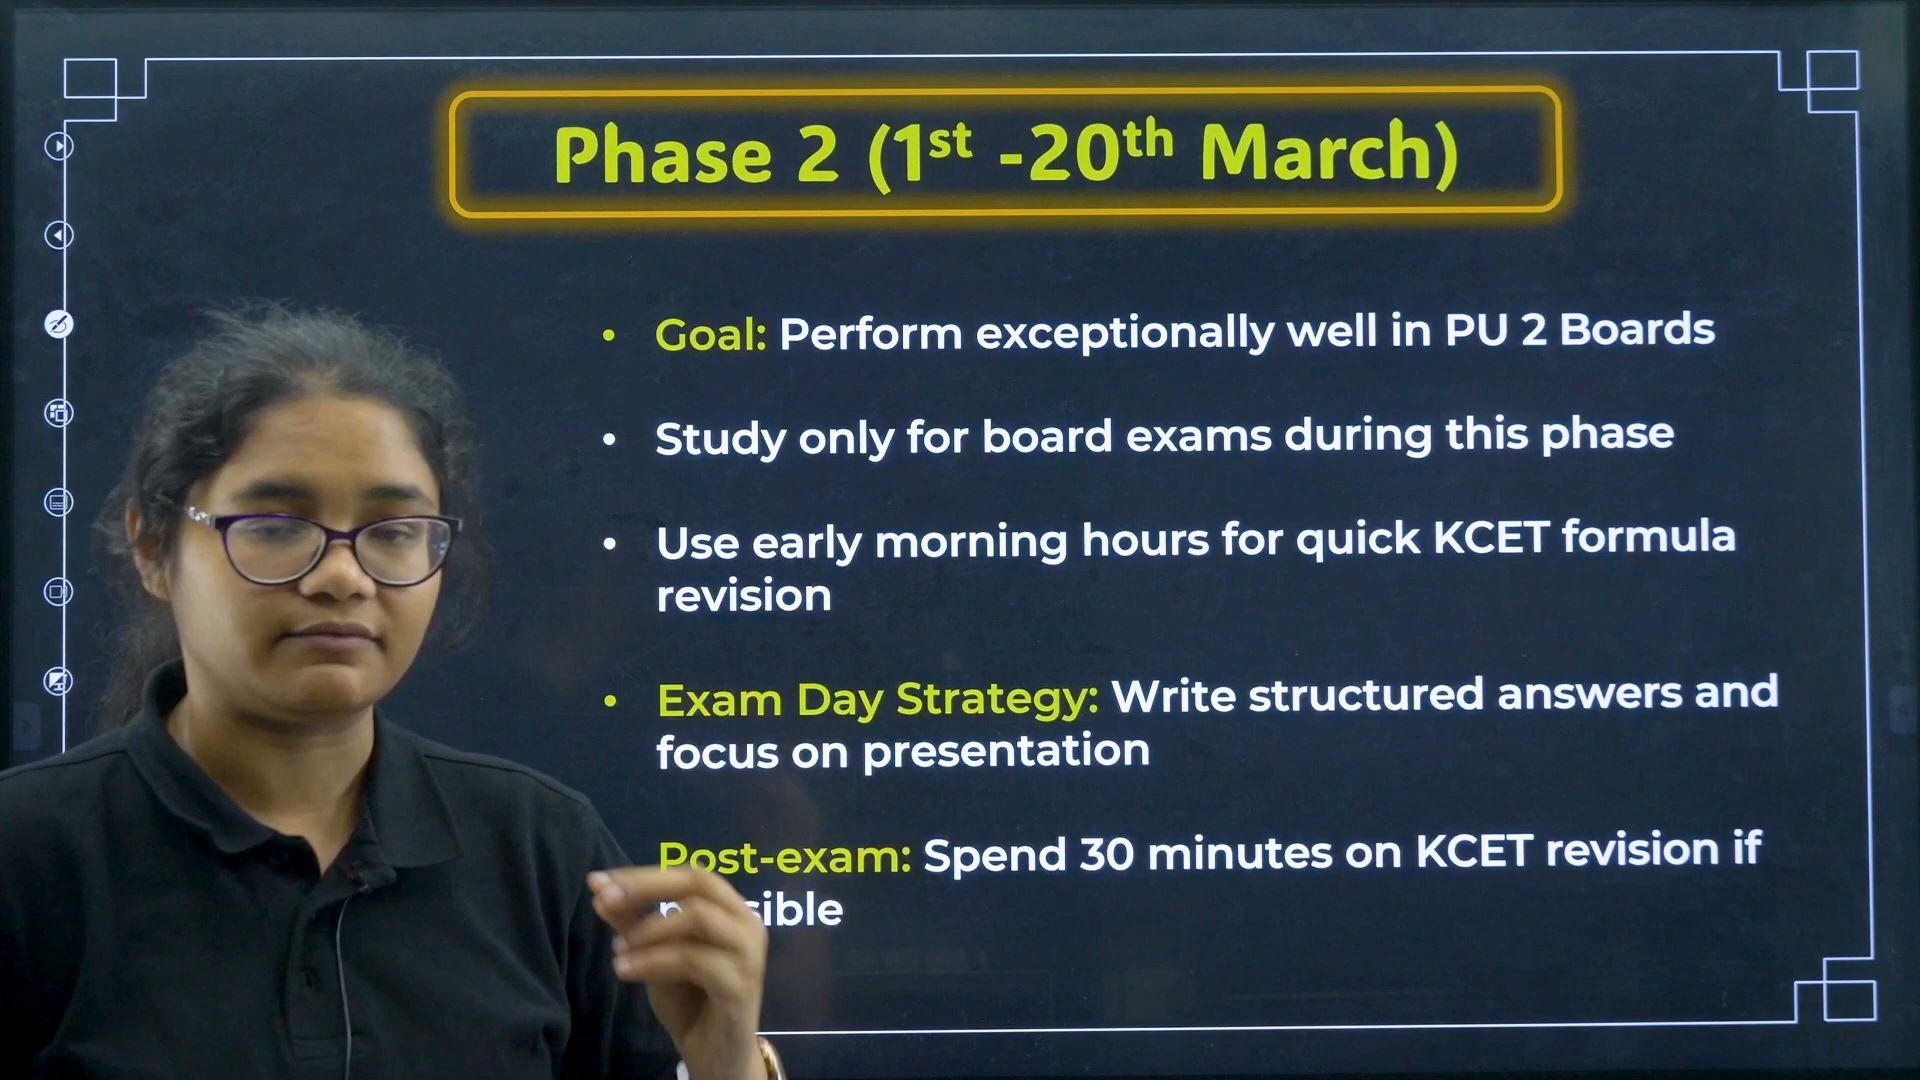 Phase 2 (1st -20th March)
• Goal: Perform exceptionally well in PU 2 Boards
• Study only for board exams during this phase
• Use early morning hours for quick KCET formula
revision
• Exam Day Strategy: Write structured answers and
focus on presentation
Post-exam: Spend 30 minutes on KCET revision if